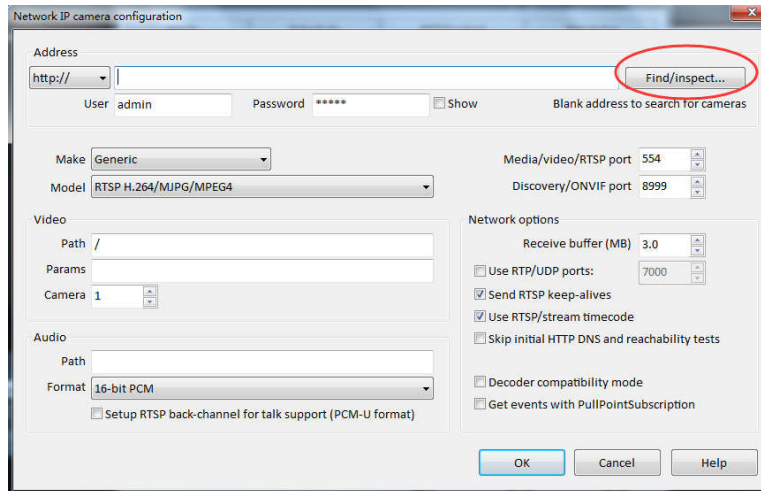 Network IP camera configuration
Address
http://
Find/inspect...
User admin Password ***** Show Blank address to search for cameras
Make Generic Media/video/RTSP port 554
Model RTSP H.264/MJPG/MPEG4 Discovery/ONVIF port 8999
Video
Path /
Params
Camera 1
Network options
Receive buffer (MB) 3.0
Use RTP/UDP ports: 7000
Send RTSP keep-alives
Use RTSP/stream timecode
Skip initial HTTP DNS and reachability tests
Decoder compatibility mode
Get events with PullPointSubscription
Audio
Path
Format 16-bit PCM
Setup RTSP back-channel for talk support (PCM-U format)
OK Cancel Help